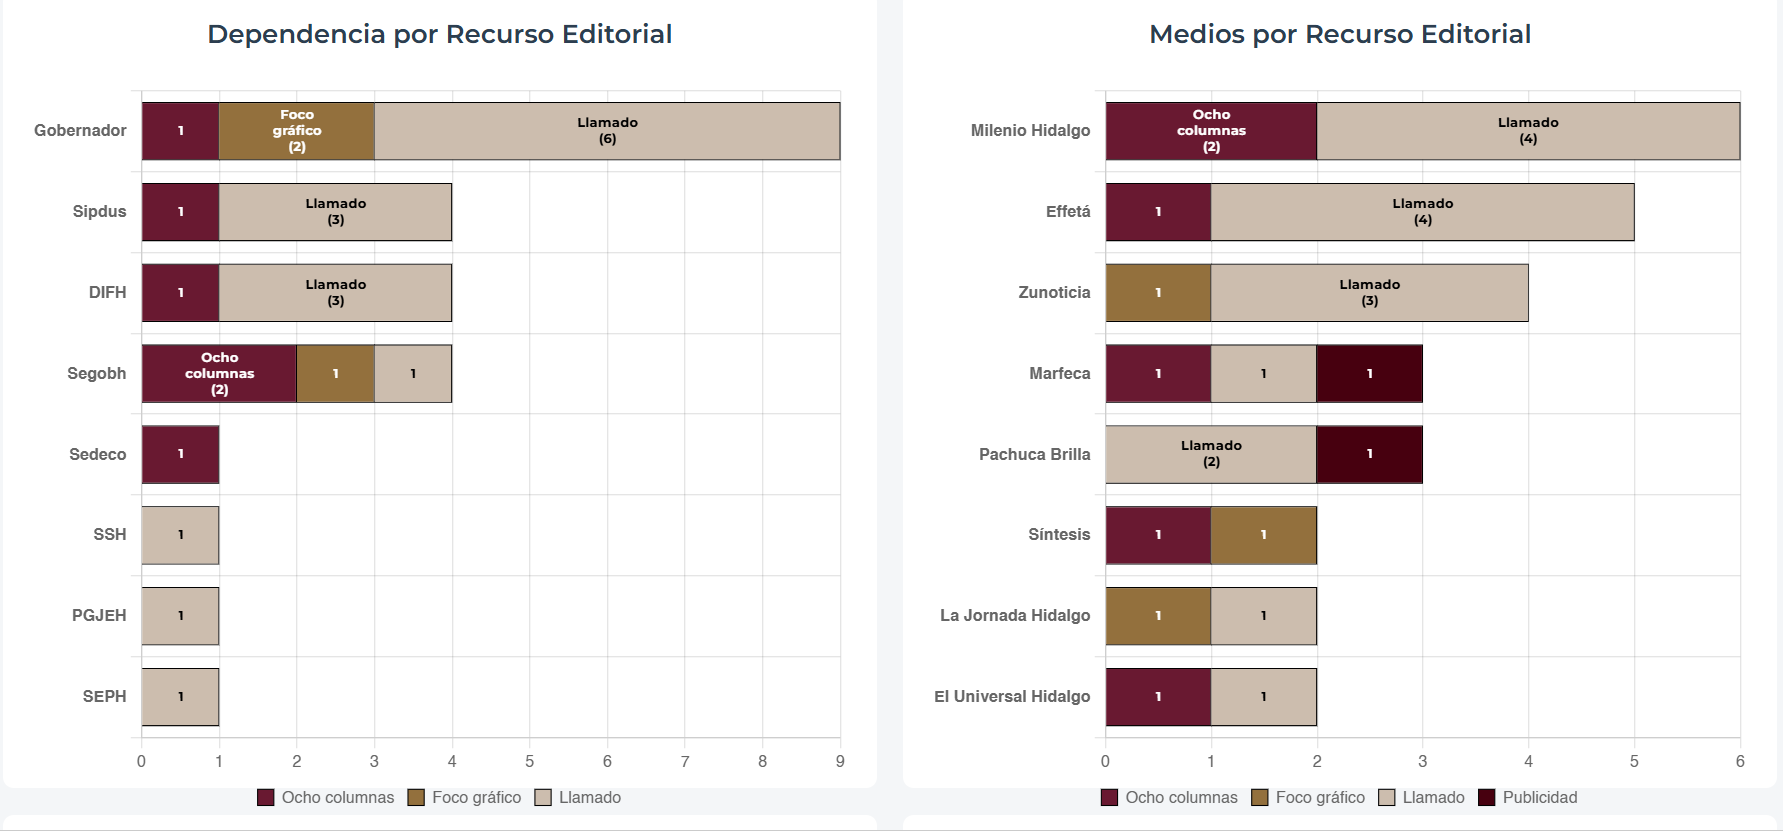 Dependencia por Recurso Editorial
Gobernador
1
Foco
gráfico
(2)
Llamado
(6)
Sipdus
1
Llamado
(3)
DIFH
1
Llamado
(3)
Segobh
Ocho
columnas
(2)
1
1
Sedeco
1
SSH
1
PGJEH
1
SEPH
1
0 1 2 3 4 5 6 7 8 9
Ocho columnas Foco gráfico Llamado
Medios por Recurso Editorial
Milenio Hidalgo
Ocho
columnas
(2)
Llamado
(4)
Effetá
1
Llamado
(4)
Zunoticia
1
Llamado
(3)
Marfeca
1
1
1
Pachuca Brilla
Llamado
(2)
1
Síntesis
1
1
La Jornada Hidalgo
1
1
El Universal Hidalgo
1
1
0 1 2 3 4 5 6
Ocho columnas Foco gráfico Llamado Publicidad